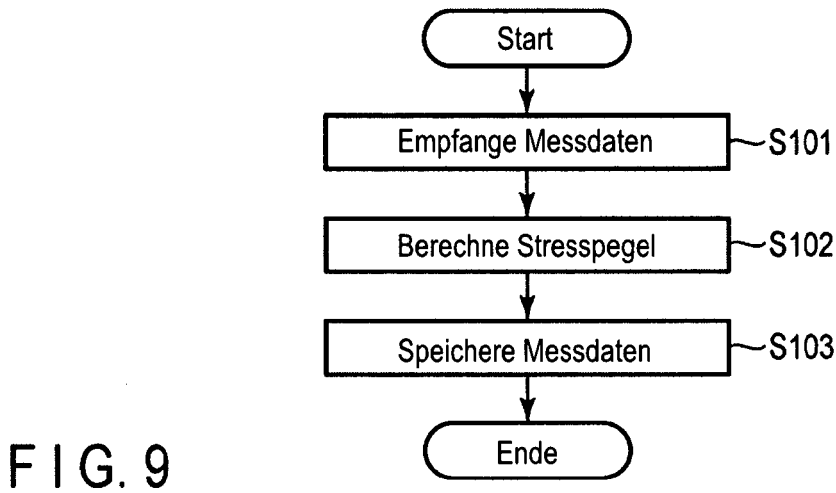 Start
Empfange Messdaten
S101
Berechne Stresspegel
S102
Speichere Messdaten
S103
Ende
FIG. 9